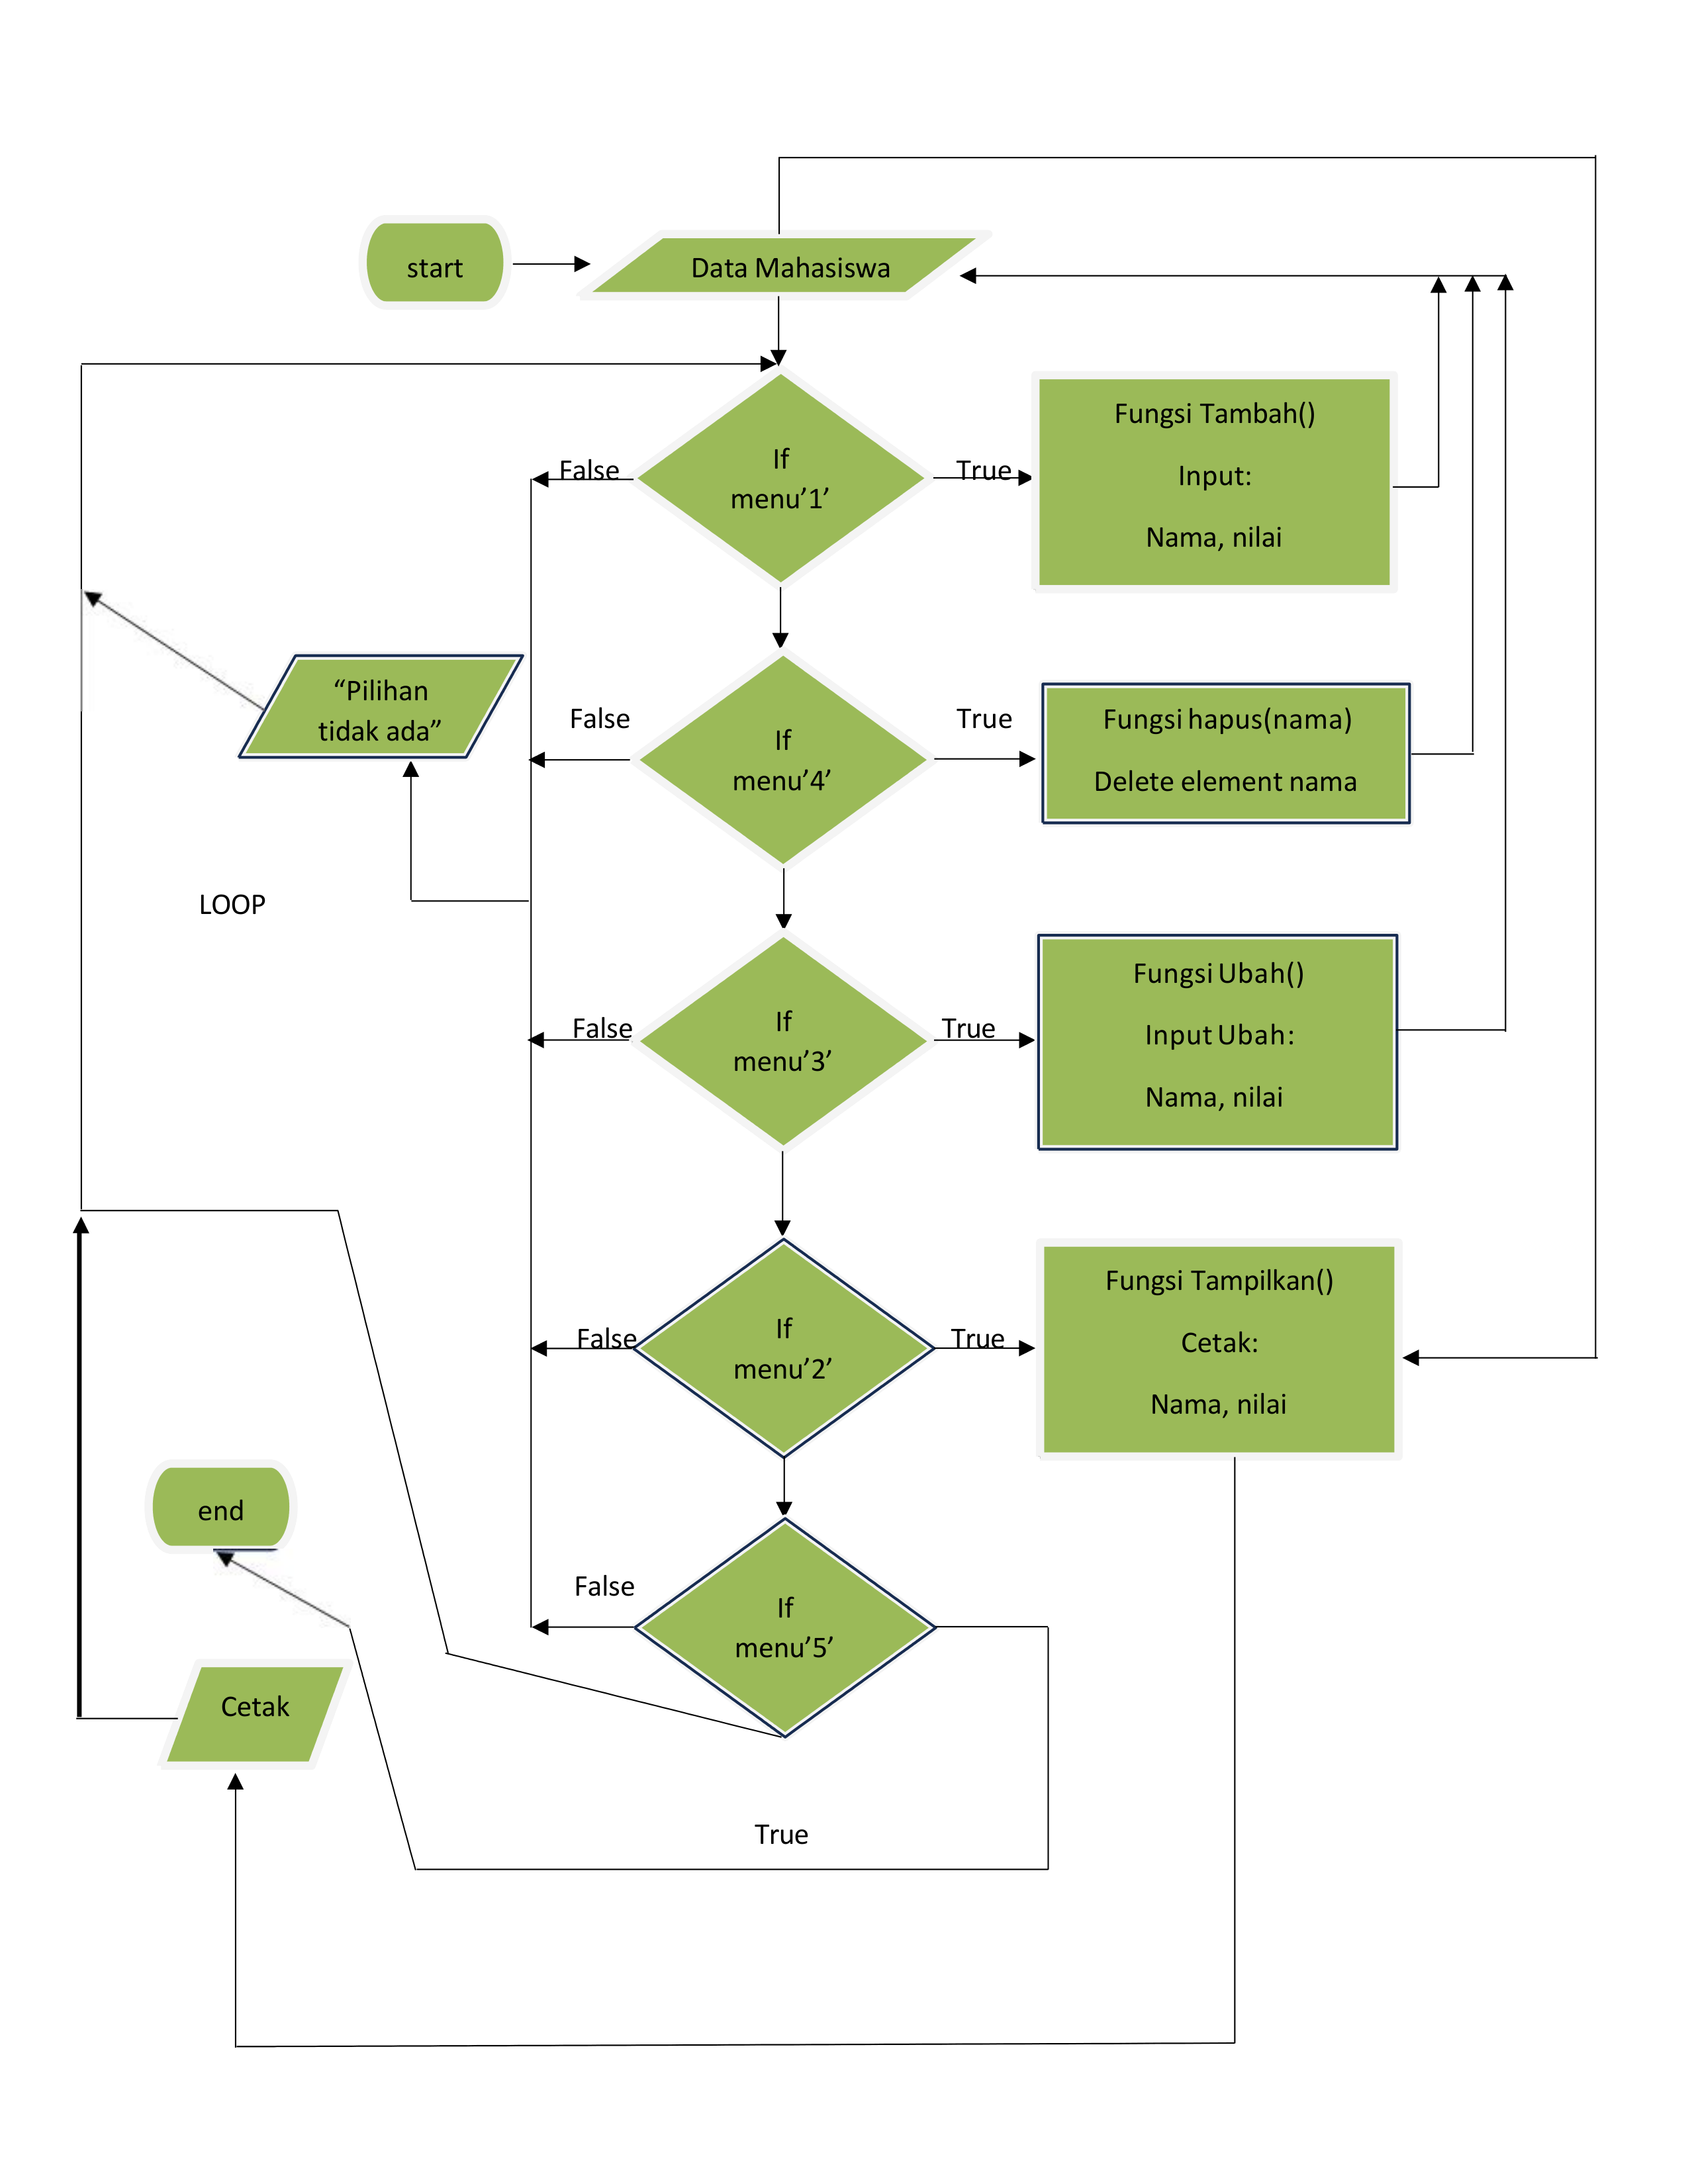 start
Data Mahasiswa
False
If
menu’1’
True
Fungsi Tambah()
Input:
Nama, nilai
“Pilihan
tidak ada”
False
If
menu’4’
True
Fungsi hapus(nama)
Delete element nama
LOOP
False
If
menu’3’
True
Fungsi Ubah()
Input Ubah:
Nama, nilai
False
If
menu’2’
True
Fungsi Tampilkan()
Cetak:
Nama, nilai
end
False
If
menu’5’
Cetak
True